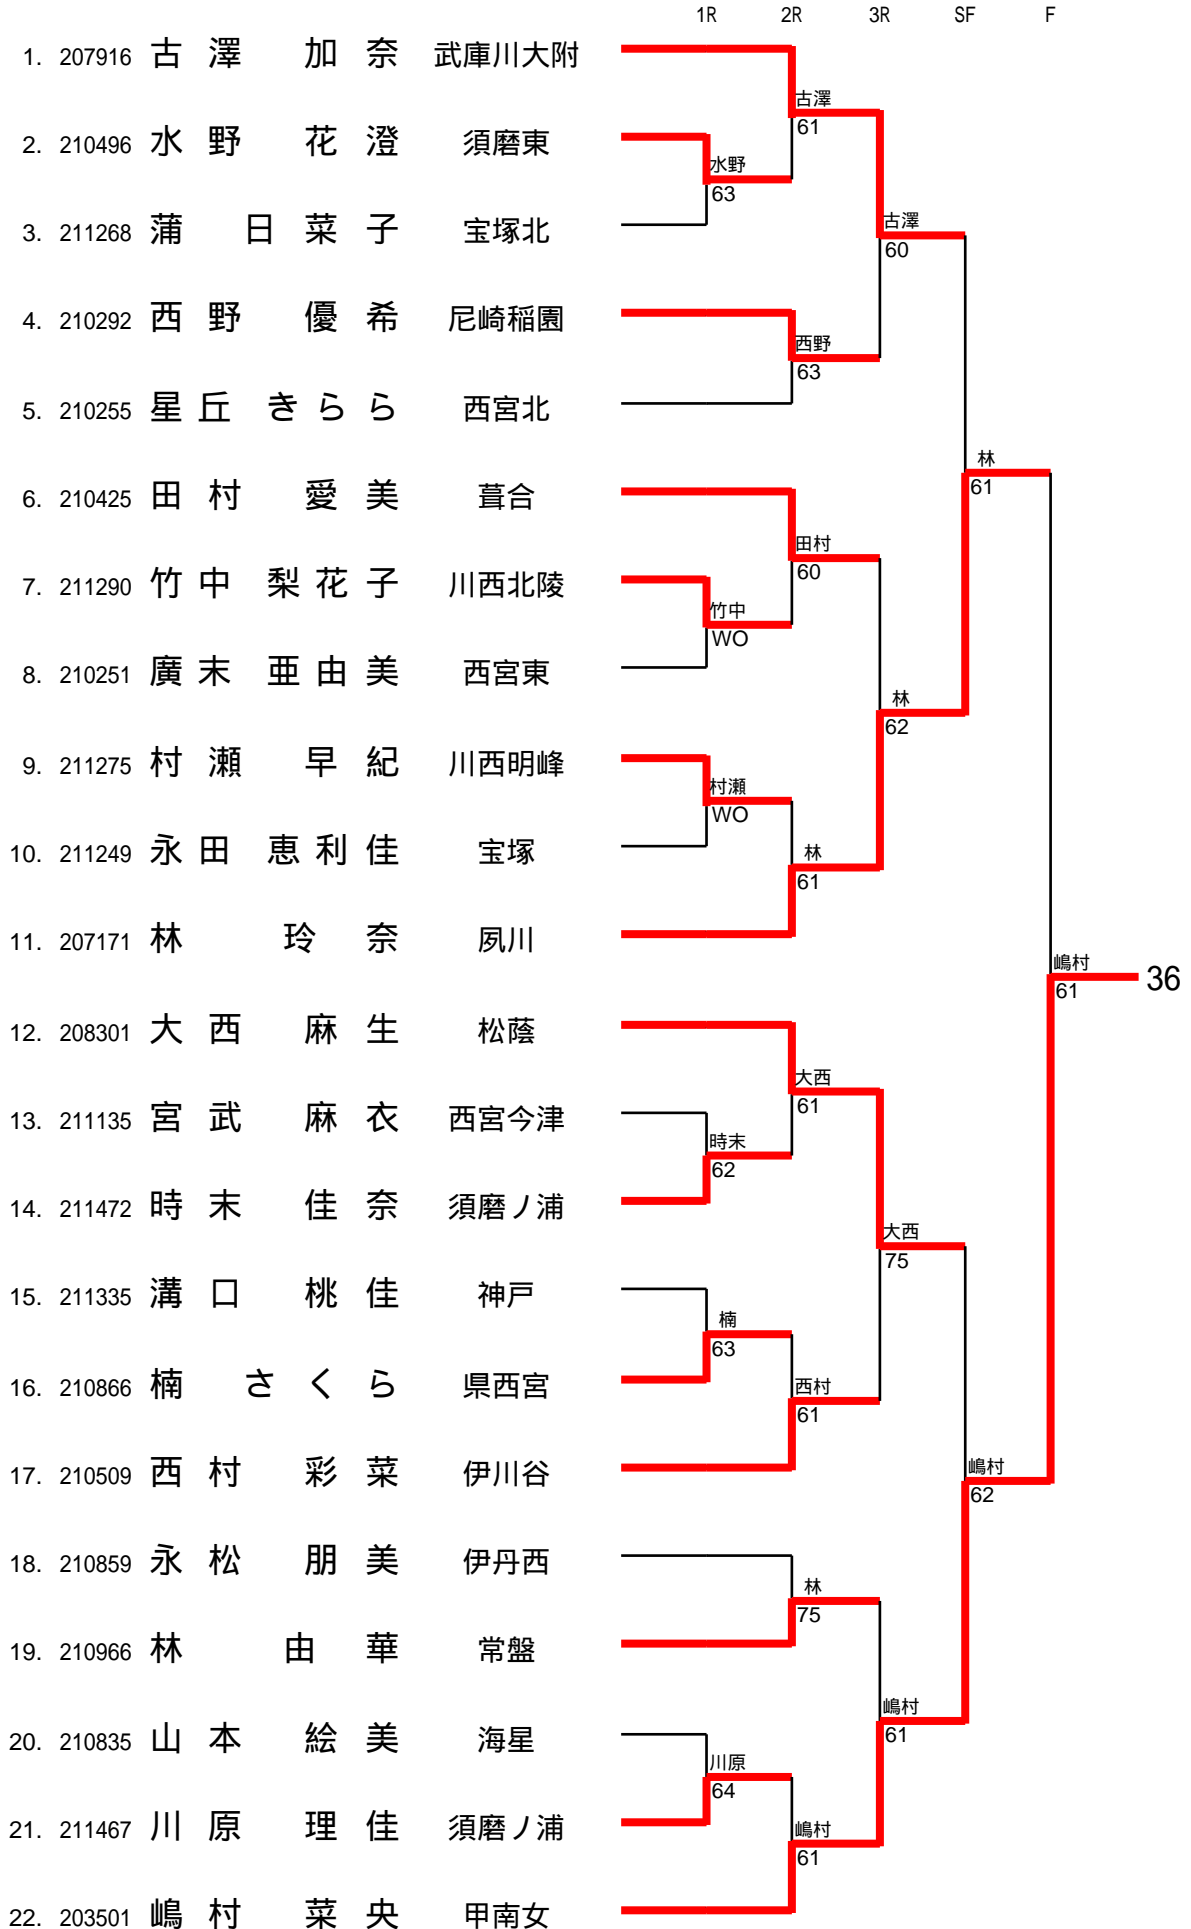 1R 2R 3R SF F
1. 207916 古澤 加奈 武庫川大附
古澤
61
2. 210496 水野 花澄 須磨東
水野
63
3. 211268 蒲 日菜子 宝塚北
古澤
60
4. 210292 西野 優希 尼崎稲園
西野
63
5. 210255 星丘 きらら 西宮北
林
61
6. 210425 田村 愛美 葺合
田村
60
7. 211290 竹中 梨花子 川西北陵
竹中
WO
8. 210251 廣末 亜由美 西宮東
林
62
9. 211275 村瀬 早紀 川西明峰
村瀬
WO
10. 211249 永田 恵利佳 宝塚
林
61
11. 207171 林 玲奈 夙川
嶋村
61
36
12. 208301 大西 麻生 松蔭
大西
61
13. 211135 宮武 麻衣 西宮今津
時末
62
14. 211472 時末 佳奈 須磨ノ浦
大西
75
15. 211335 溝口 桃佳 神戸
楠
63
16. 210866 楠 さくら 県西宮
西村
61
17. 210509 西村 彩菜 伊川谷
嶋村
62
18. 210859 永松 朋美 伊丹西
林
75
19. 210966 林 由華 常盤
嶋村
61
20. 210835 山本 絵美 海星
川原
64
21. 211467 川原 理佳 須磨ノ浦
嶋村
61
22. 203501 嶋村 菜央 甲南女